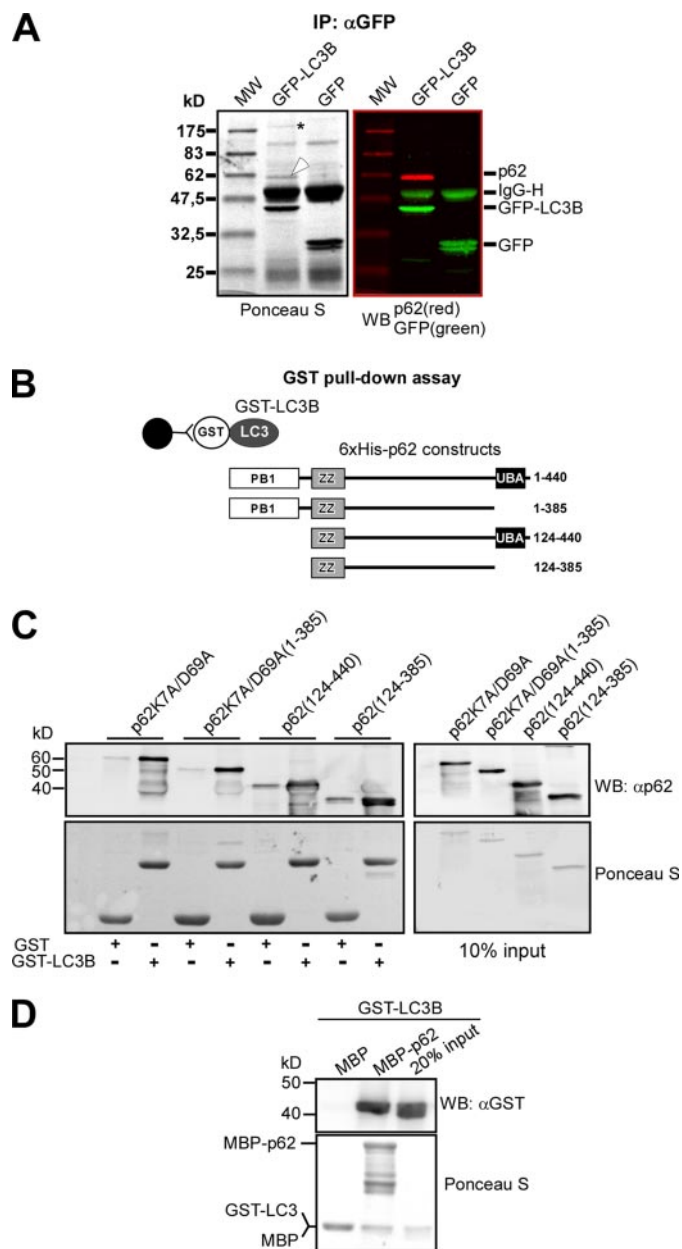 A
IP: αGFP
MW GFP-LC3B GFP MW GFP-LC3B GFP
kD
175
83
62
47,5
32,5
25
*
p62
IgG-H
GFP-LC3B
GFP
Ponceau S
WB p62(red)
GFP(green)
B
GST pull-down assay
GST-LC3B
GST LC3
6xHis-p62 constructs
PB1 ZZ UBA 1-440
PB1 ZZ 1-385
ZZ UBA 124-440
ZZ 124-385
C
p62K7A/D69A p62K7A/D69A(1-385) p62(124-440) p62(124-385)
p62K7A/D69A p62K7A/D69A(1-385) p62(124-440) p62(124-385)
kD
60
50
40
WB: αp62
Ponceau S
GST + - + - + - + -
GST-LC3B - + - + - + - +
10% input
D
GST-LC3B
MBP MBP-p62 20% input
kD
50
40
WB: αGST
MBP-p62
Ponceau S
GST-LC3
MBP